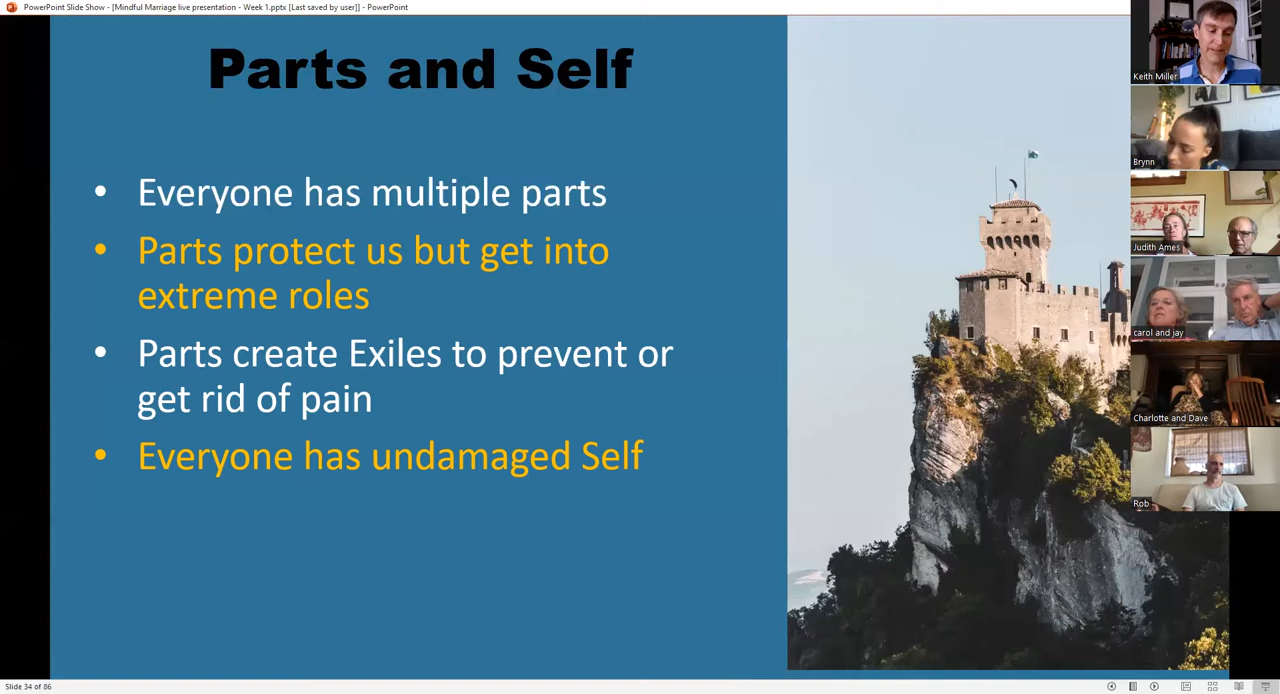 PowerPoint Slide Show - [Mindful Marriage live presentation - Week 1.pptx [Last saved by user]] - PowerPoint
Parts and Self
• Everyone has multiple parts
• Parts protect us but get into
extreme roles
• Parts create Exiles to prevent or
get rid of pain
• Everyone has undamaged Self
Keith Miller
Brynn
Judith Ames
carol and jay
Charlotte and Dave
Rob
Slide 34 of 86